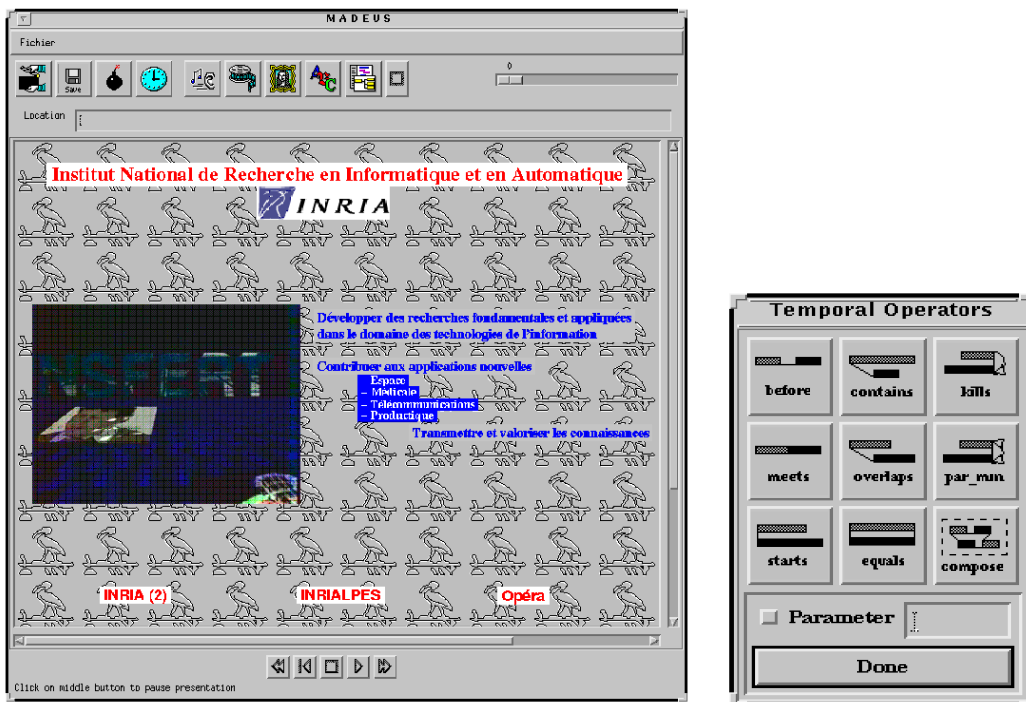 MADEUS
Fichier
Save
0
Location
Institut National de Recherche en Informatique et en Automatique
INRIA
Développer des recherches fondamentales et appliquées
dans le domaine des technologies de l'information
NSFERT
Contribuer aux applications nouvelles
– Espace
– Médicale
– Télécommunications
– Productique
Transmettre et valoriser les connaissances
INRIA (2)
INRIALPES
Opéra
Click on middle button to pause presentation
Temporal Operators
before
contains
kills
meets
overlaps
par_min
starts
equals
compose
Parameter
Done